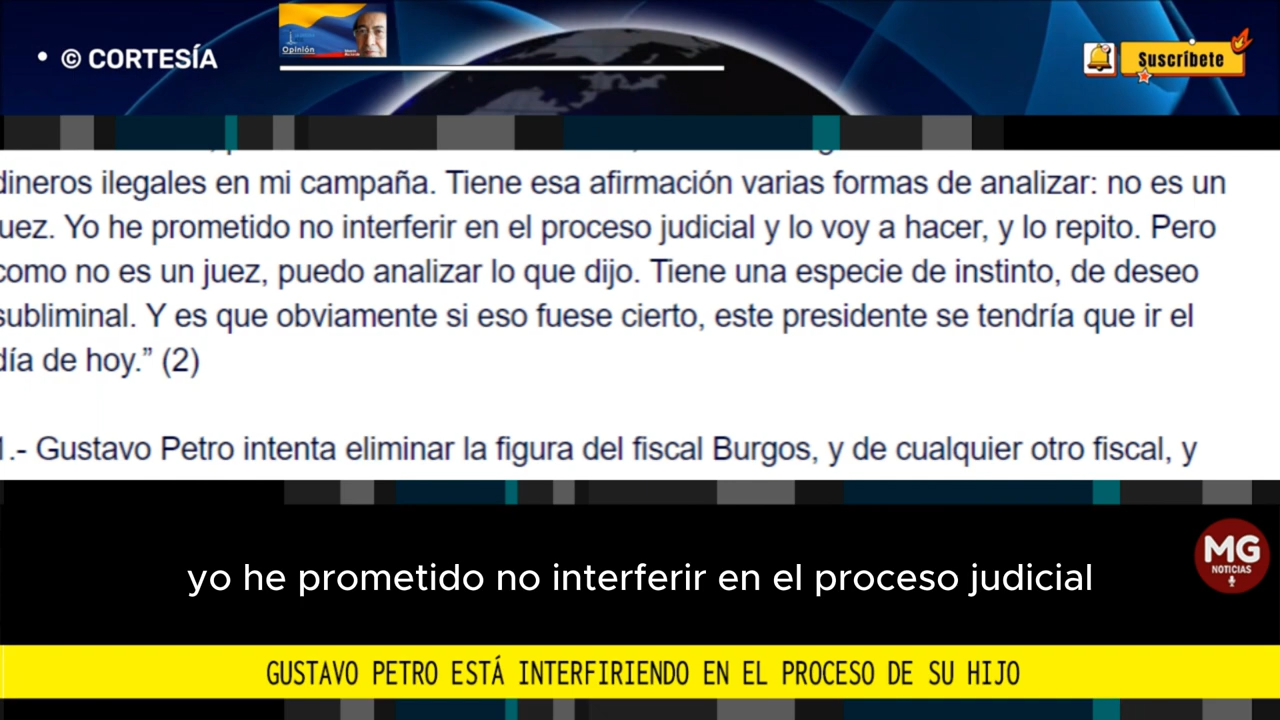 • © CORTESÍA
Opinión
Suscríbete
dineros ilegales en mi campaña. Tiene esa afirmación varias formas de analizar: no es un
juez. Yo he prometido no interferir en el proceso judicial y lo voy a hacer, y lo repito. Pero
como no es un juez, puedo analizar lo que dijo. Tiene una especie de instinto, de deseo
subliminal. Y es que obviamente si eso fuese cierto, este presidente se tendría que ir el
día de hoy.” (2)
1.- Gustavo Petro intenta eliminar la figura del fiscal Burgos, y de cualquier otro fiscal, y
MG
NOTICIAS
yo he prometido no interferir en el proceso judicial
GUSTAVO PETRO ESTÁ INTERFIRIENDO EN EL PROCESO DE SU HIJO